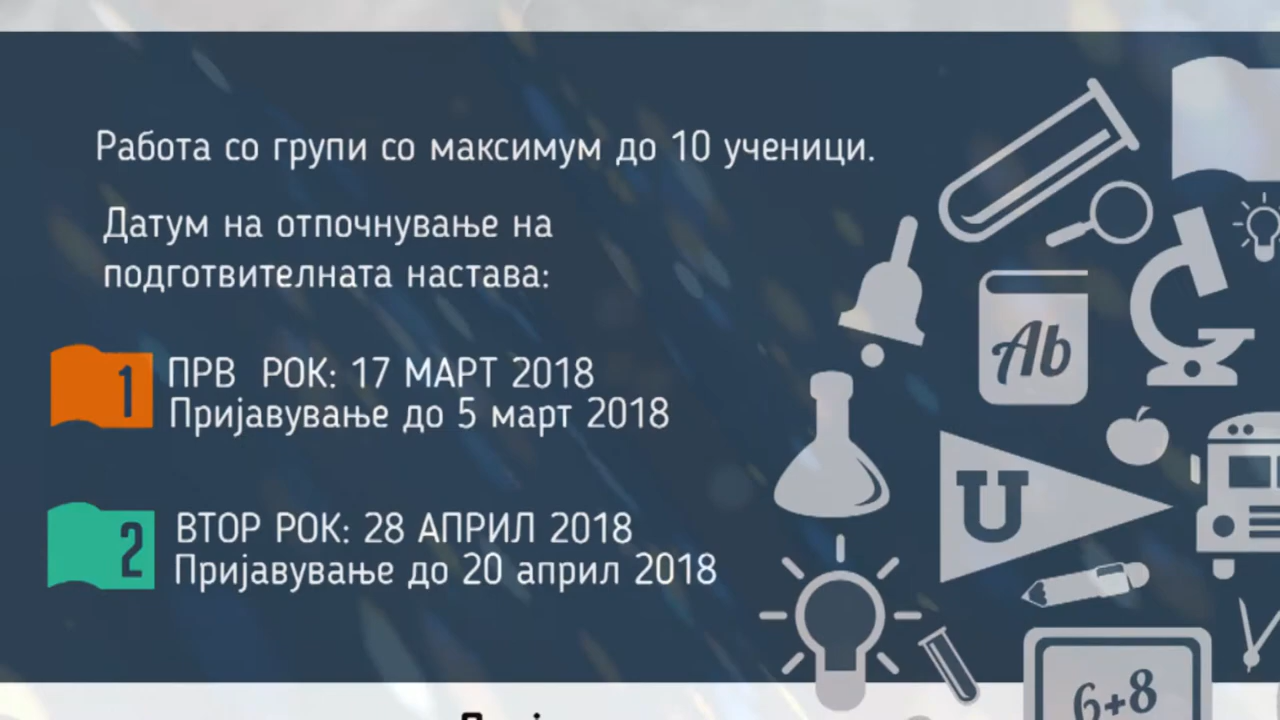 Работа со групи со максимум до 10 ученици.
Датум на отпочнување на
подготвителната настава:
1
ПРВ РОК: 17 МАРТ 2018
Пријавување до 5 март 2018
2
ВТОР РОК: 28 АПРИЛ 2018
Пријавување до 20 април 2018
Ab
U
6+8